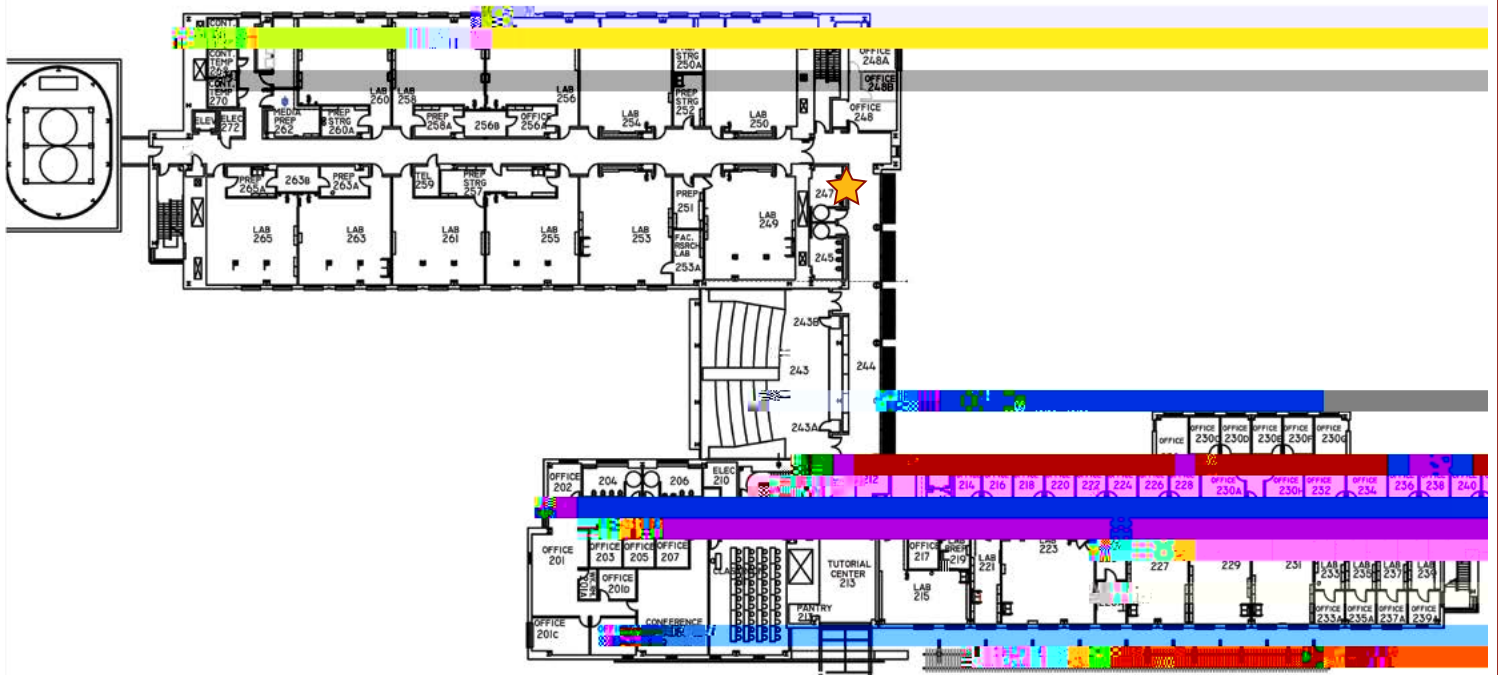 CONT.
OFFICE
248A
CONT.
TEMP
268
STRG
250A
CONT.
TEMP
270
LAB
260
LAB
258
LAB
256
OFFICE
248B
PREP
STRG
252
OFFICE
248
ELEV
ELEC
272
MEDIA
PREP
262
PREP
STRG
260A
PREP
258A
256B
OFFICE
256A
LAB
254
LAB
250
PREP
265A
263B
PREP
263A
TEL
259
PREP
STRG
257
PREP
251
247
LAB
265
LAB
263
LAB
261
LAB
255
LAB
253
LAB
249
FAC.
RSRCH
LAB
253A
245
243B
243
244
243A
OFFICE
OFFICE
230C
OFFICE
230D
OFFICE
230E
OFFICE
230F
OFFICE
230G
OFFICE
202
204
206
ELEC
210
212
214
216
218
220
222
224
226
228
OFFICE
230A
OFFICE
230H
OFFICE
232
OFFICE
234
OFFICE
236
OFFICE
238
OFFICE
240
OFFICE
201
OFFICE
203
OFFICE
205
OFFICE
207
OFFICE
201D
TUTORIAL
CENTER
213
PANTRY
OFFICE
217
LAB
PREP
219
LAB
221
LAB
223
LAB
215
227
229
231
LAB
233
LAB
235
LAB
237
LAB
239
233A
235A
237A
239A
OFFICE
201C
CONFERENCE